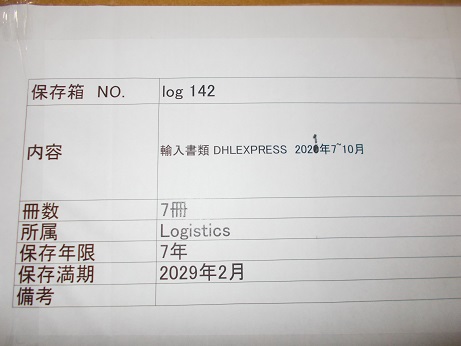 保存箱 NO. log 142
内容 輸入書類 DHLEXPRESS 2021年7~10月
冊数 7冊
所属 Logistics
保存年限 7年
保存満期 2029年2月
備考